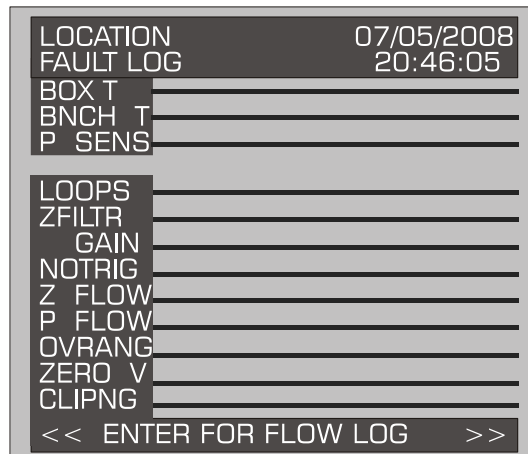 LOCATION 07/05/2008
FAULT LOG 20:46:05
BOX T
BNCH T
P SENS
LOOPS
ZFILTR
GAIN
NOTRIG
Z FLOW
P FLOW
OVRANG
ZERO V
CLIPNG
<< ENTER FOR FLOW LOG >>